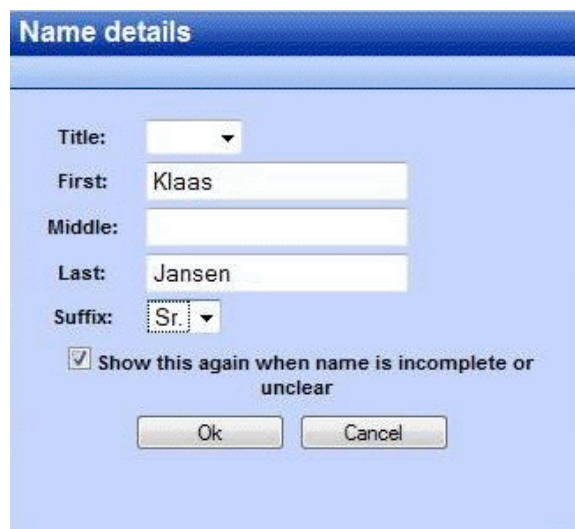 Name details
Title:
First: Klaas
Middle:
Last: Jansen
Suffix: Sr.
Show this again when name is incomplete or
unclear
Ok Cancel